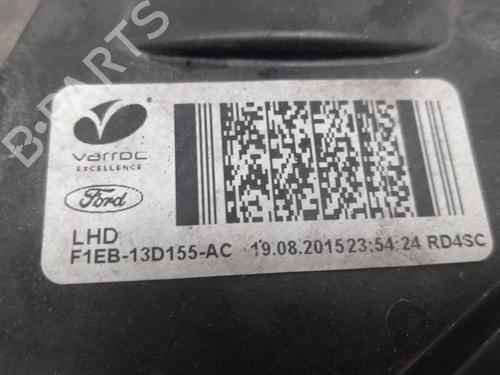 B-PARTS
varroc
EXCELLENCE
Ford
LHD
F1EB-13D155-AC 19.08.2015 23:54:24 RD4SC